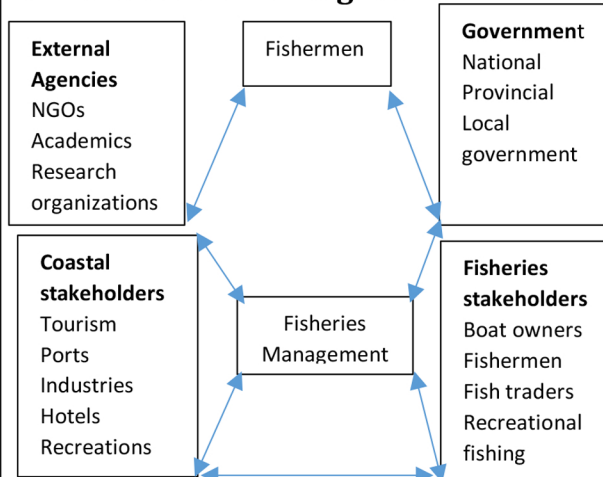 External
Agencies
NGOs
Academics
Research
organizations
Fishermen
Government
National
Provincial
Local
government
Coastal
stakeholders
Tourism
Ports
Industries
Hotels
Recreations
Fisheries
Management
Fisheries
stakeholders
Boat owners
Fishermen
Fish traders
Recreational
fishing